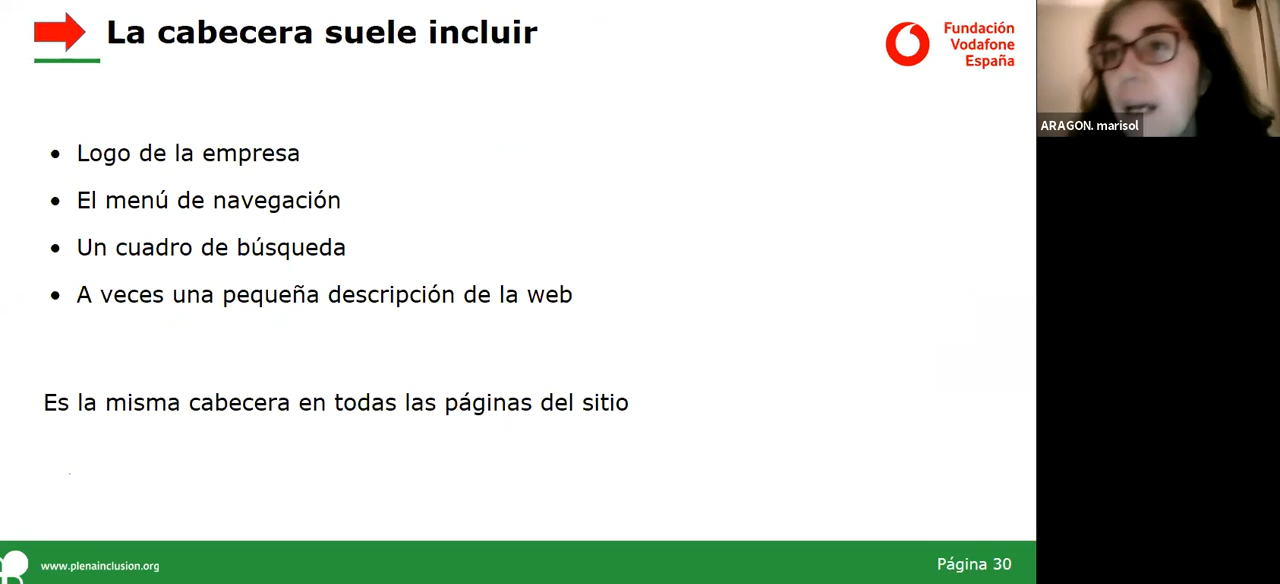 La cabecera suele incluir
Fundación
Vodafone
España
ARAGON. marisol
• Logo de la empresa
• El menú de navegación
• Un cuadro de búsqueda
• A veces una pequeña descripción de la web
Es la misma cabecera en todas las páginas del sitio
www.plenainclusion.org
Página 30